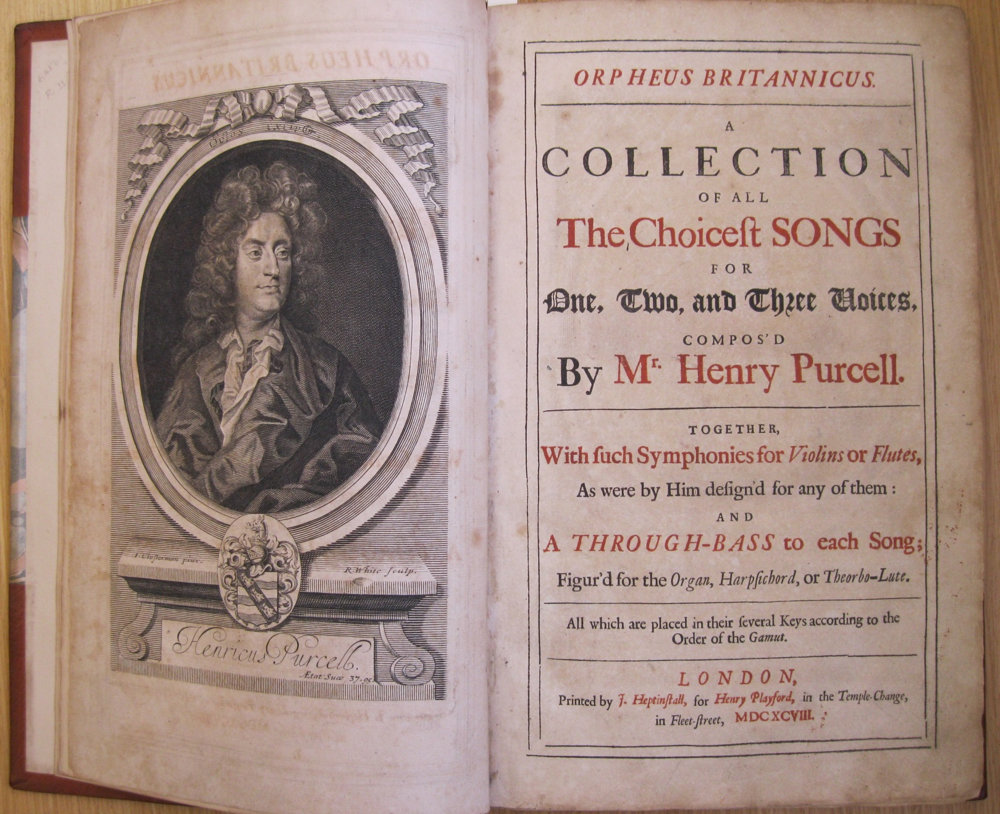 Henricus Purcell.
Ætat Suæ 37.95.
I. Closterman pinx.
R. White sculp.
ORPHEUS BRITANNICUS.
A
COLLECTION
OF ALL
The Choiceſt SONGS
FOR
One, Two, and Three Voices,
COMPOS'D
By Mr. Henry Purcell.
TOGETHER,
With ſuch Symphonies for Violins or Flutes,
As were by Him deſign'd for any of them :
AND
A THROUGH-BASS to each Song;
Figur'd for the Organ, Harpſichord, or Theorbo-Lute.
All which are placed in their ſeveral Keys according to the
Order of the Gamut.
LONDON,
Printed by J. Heptinſtall, for Henry Playford, in the Temple-Change,
in Fleet-ſtreet, MDCXCVIII.